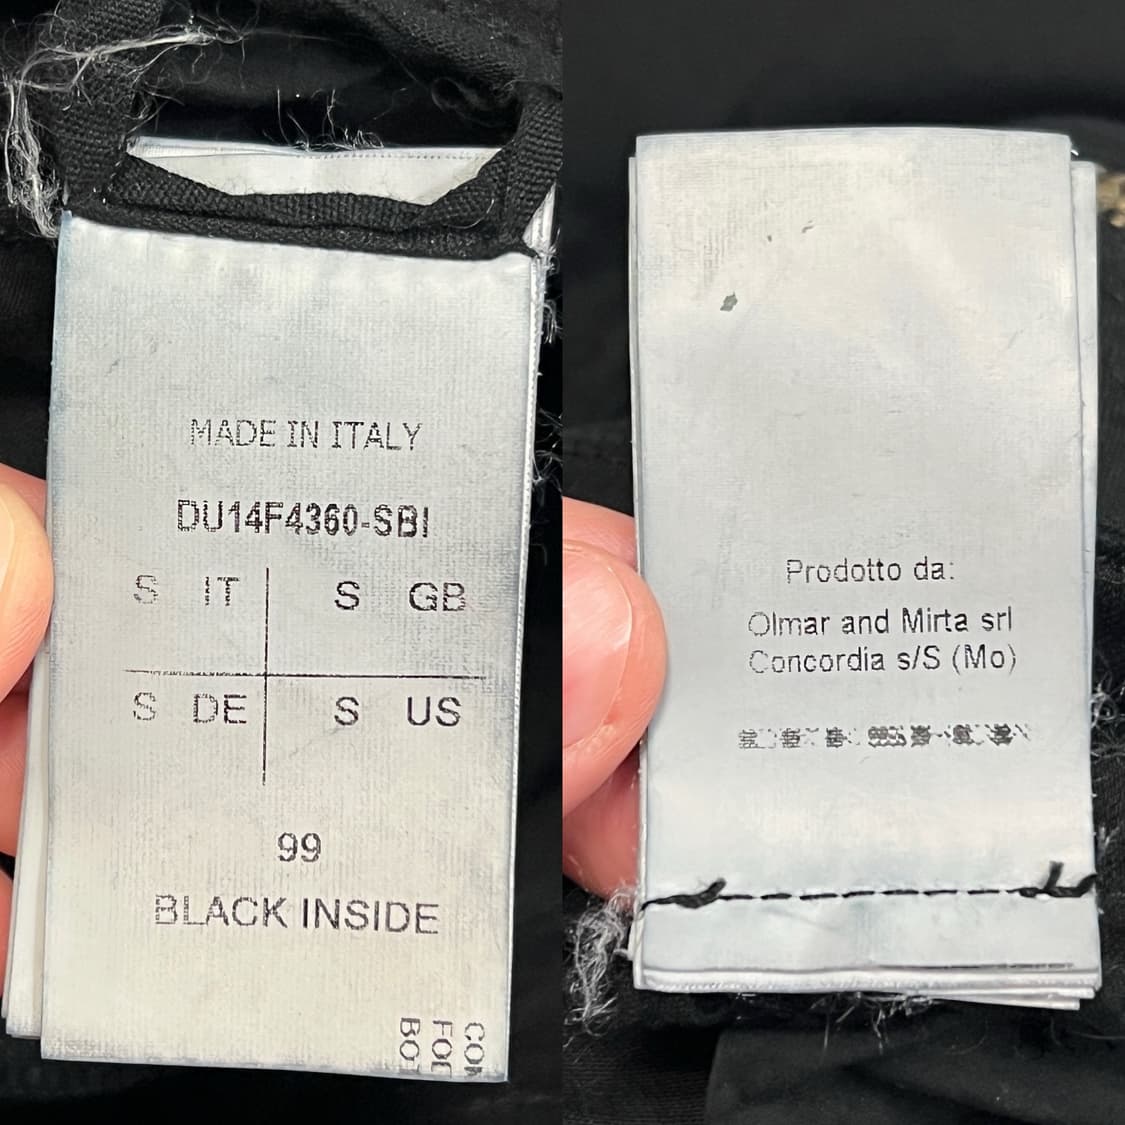 MADE IN ITALY
DU14F4360-SBI
S IT S GB
S DE S US
99
BLACK INSIDE
Prodotto da:
Olmar and Mirta srl
Concordia s/S (Mo)